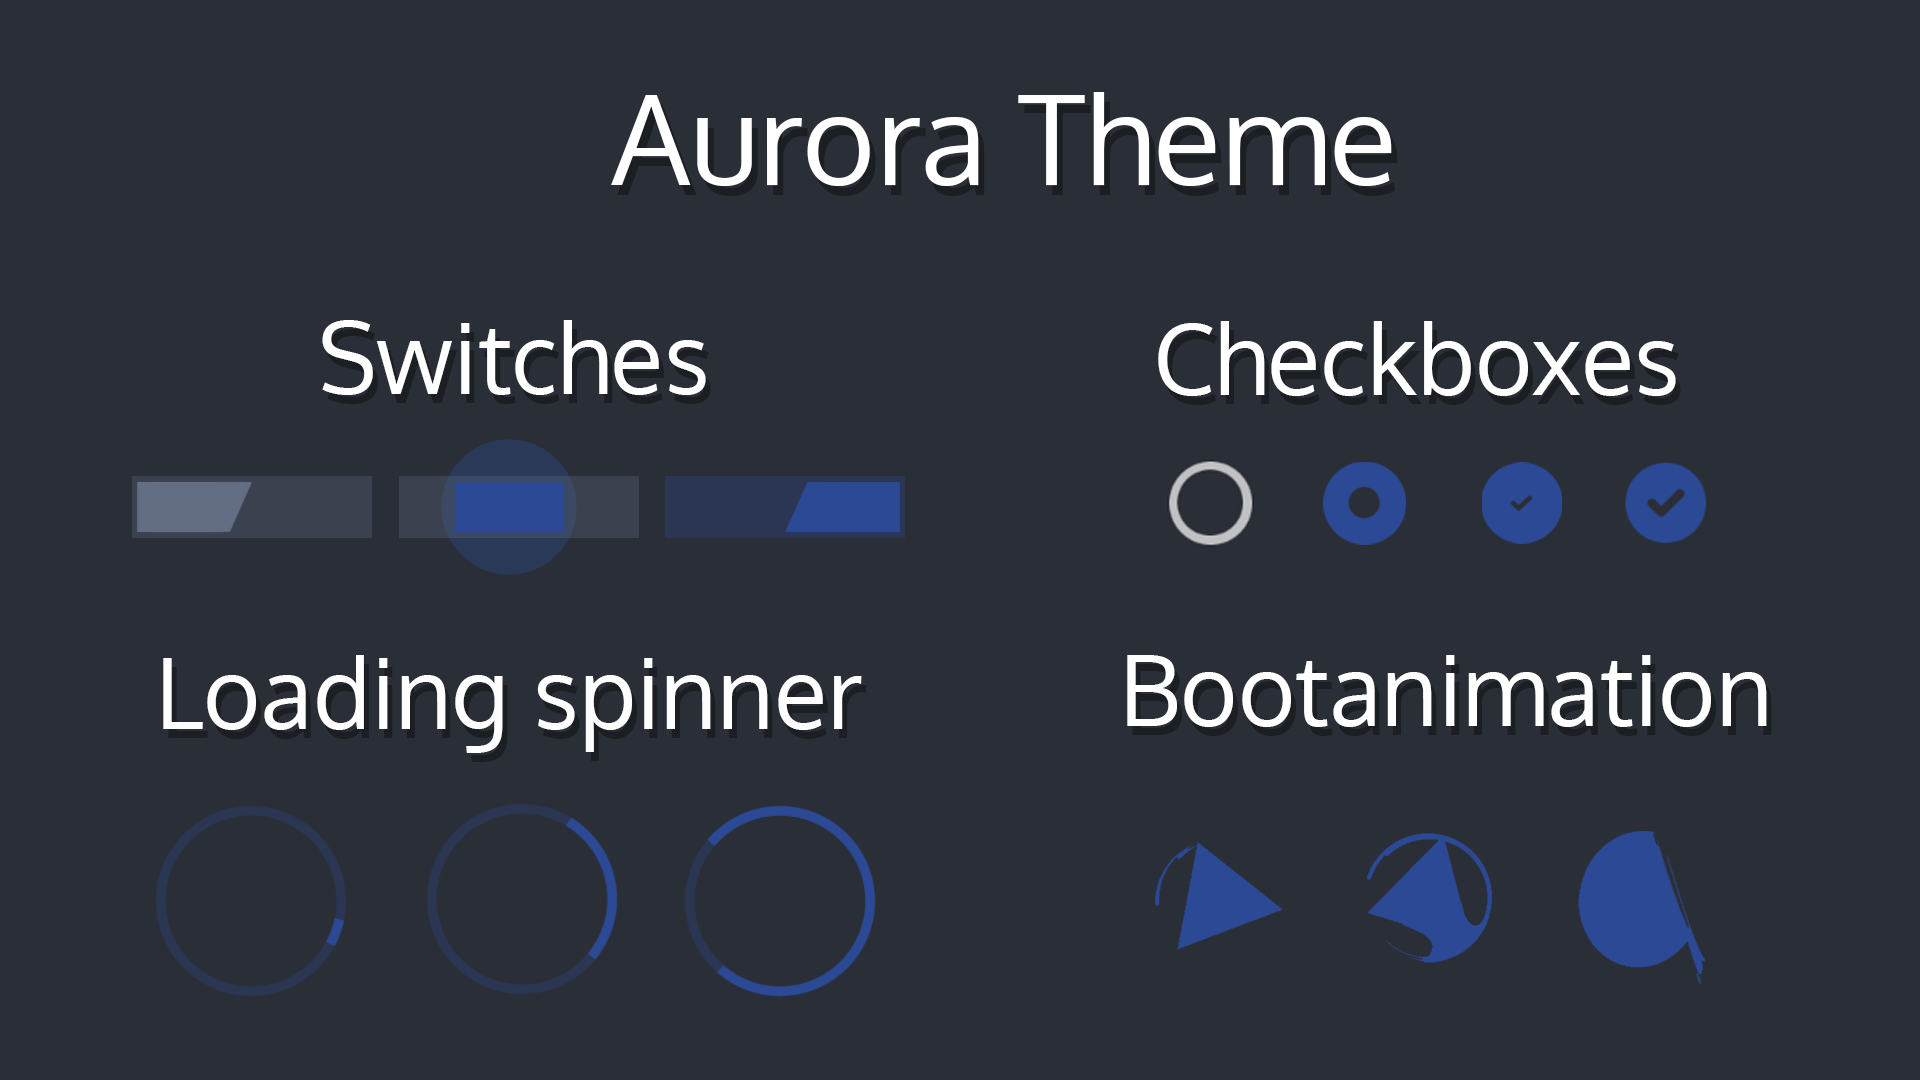 Aurora Theme
Switches
Checkboxes
Loading spinner
Bootanimation